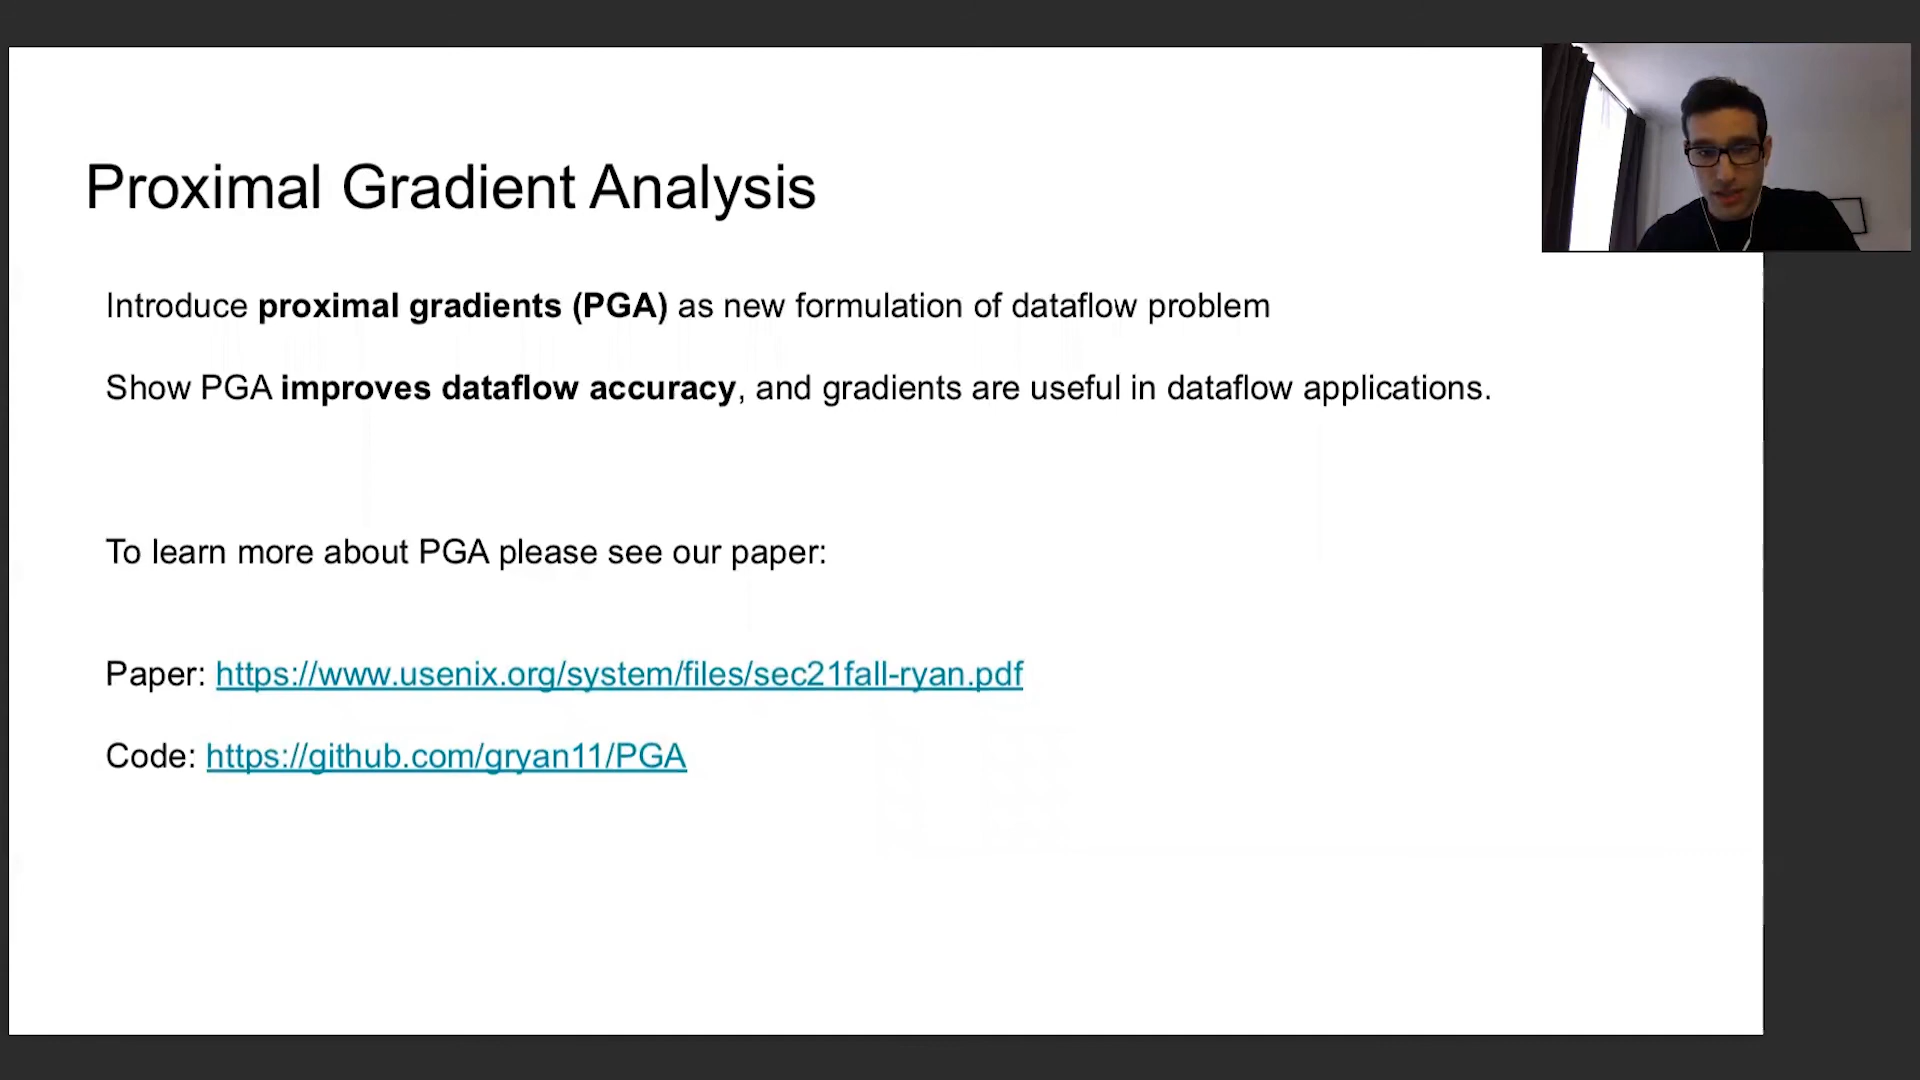 Proximal Gradient Analysis
Introduce proximal gradients (PGA) as new formulation of dataflow problem
Show PGA improves dataflow accuracy, and gradients are useful in dataflow applications.
To learn more about PGA please see our paper:
Paper: https://www.usenix.org/system/files/sec21fall-ryan.pdf
Code: https://github.com/gryan11/PGA